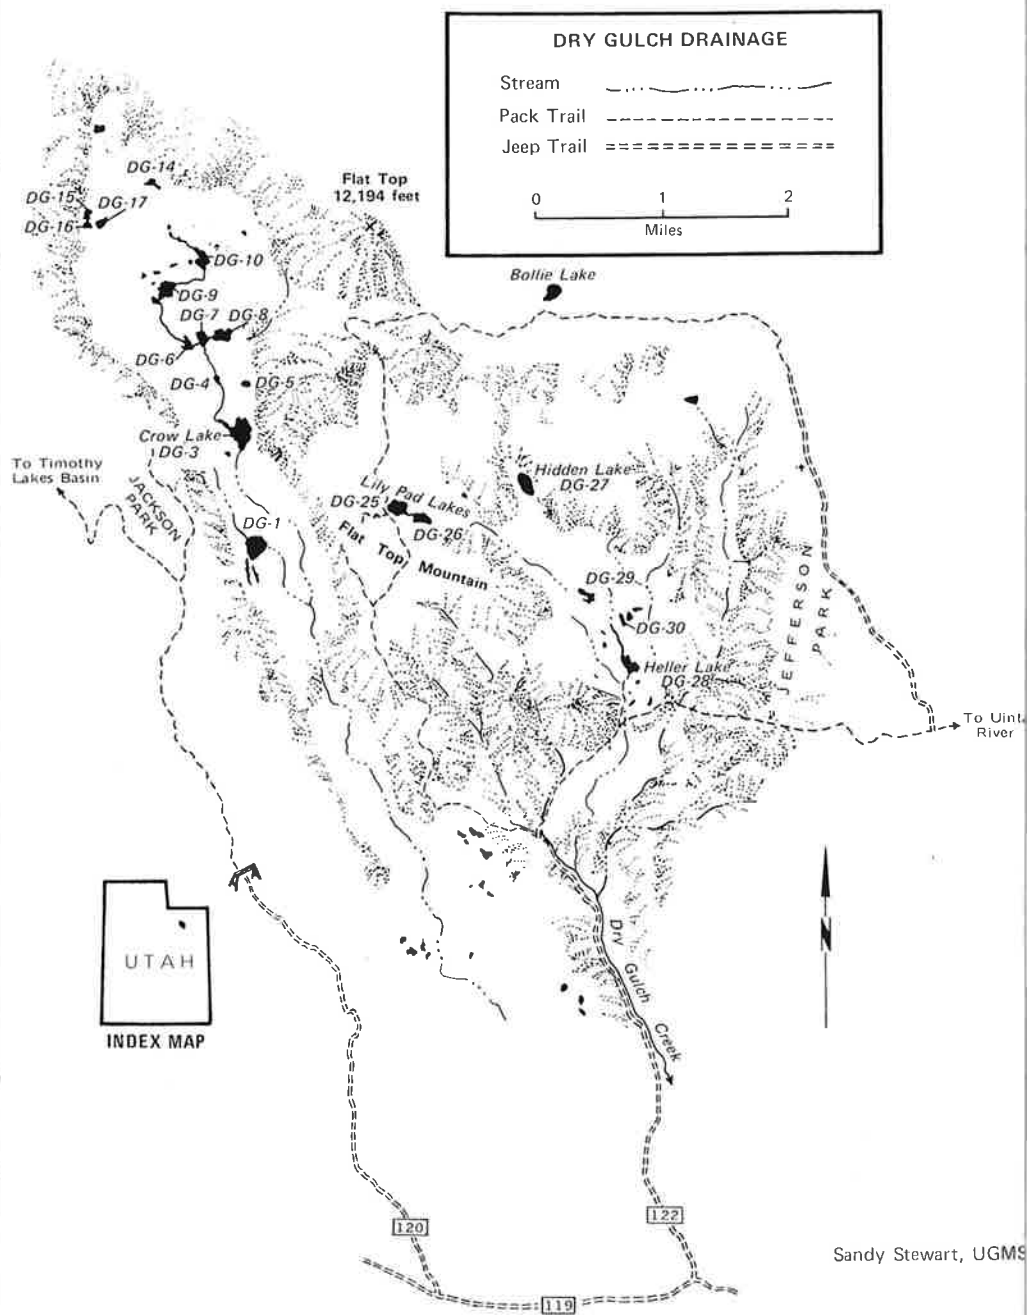 DRY GULCH DRAINAGE
Stream
Pack Trail
Jeep Trail
0 1 2
Miles
DG-14
Flat Top
12,194 feet
DG-15
DG-17
DG-16
DG-10
Bollie Lake
DG-9
DG-7
DG-8
DG-6
DG-4
DG-5
Crow Lake
DG-3
To Timothy
Lakes Basin
JACKSON
PARK
Hidden Lake
DG-27
Lily Pad Lakes
DG-25
DG-26
DG-1
Flat Top Mountain
DG-29
DG-30
JEFFERSON
PARK
Heller Lake
DG-28
To Uint
River
N
UTAH
INDEX MAP
Dry Gulch Creek
120
122
119
Sandy Stewart, UGMS